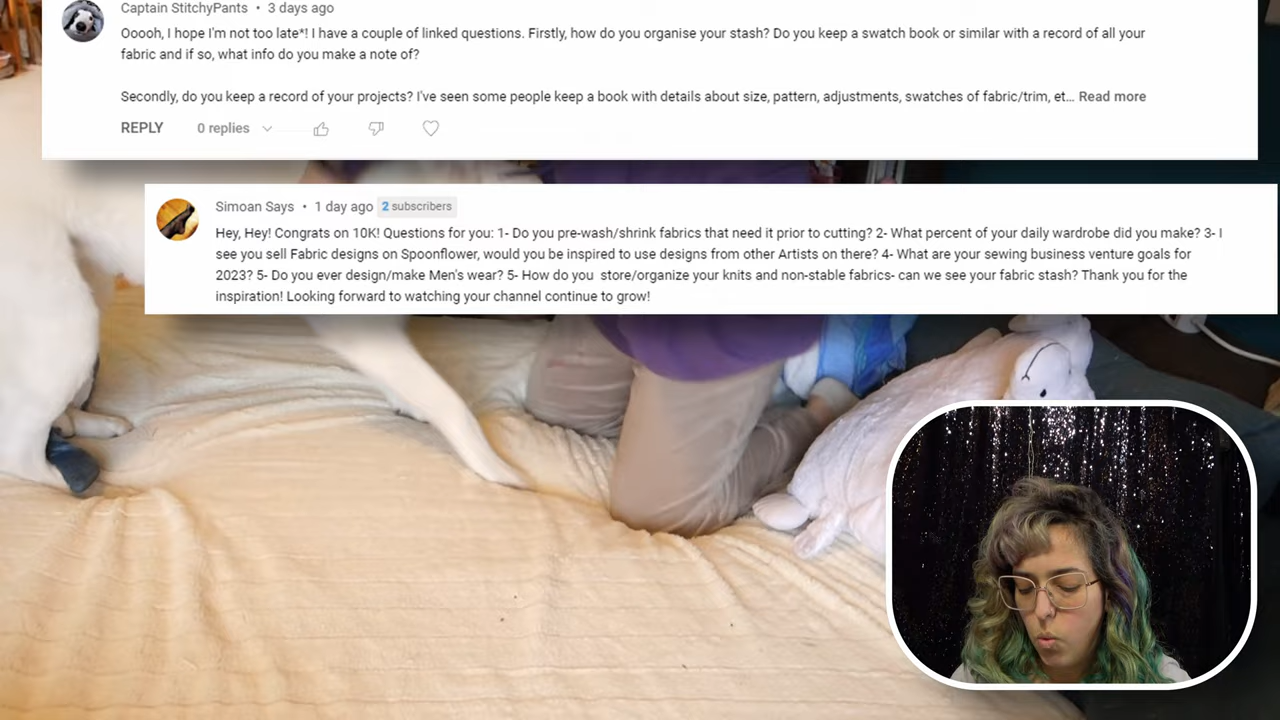 Captain StitchyPants • 3 days ago
Ooooh, I hope I'm not too late*! I have a couple of linked questions. Firstly, how do you organise your stash? Do you keep a swatch book or similar with a record of all your
fabric and if so, what info do you make a note of?
Secondly, do you keep a record of your projects? I've seen some people keep a book with details about size, pattern, adjustments, swatches of fabric/trim, et... Read more
REPLY 0 replies
Simoan Says • 1 day ago 2 subscribers
Hey, Hey! Congrats on 10K! Questions for you: 1- Do you pre-wash/shrink fabrics that need it prior to cutting? 2- What percent of your daily wardrobe did you make? 3- I
see you sell Fabric designs on Spoonflower, would you be inspired to use designs from other Artists on there? 4- What are your sewing business venture goals for
2023? 5- Do you ever design/make Men's wear? 5- How do you store/organize your knits and non-stable fabrics- can we see your fabric stash? Thank you for the
inspiration! Looking forward to watching your channel continue to grow!